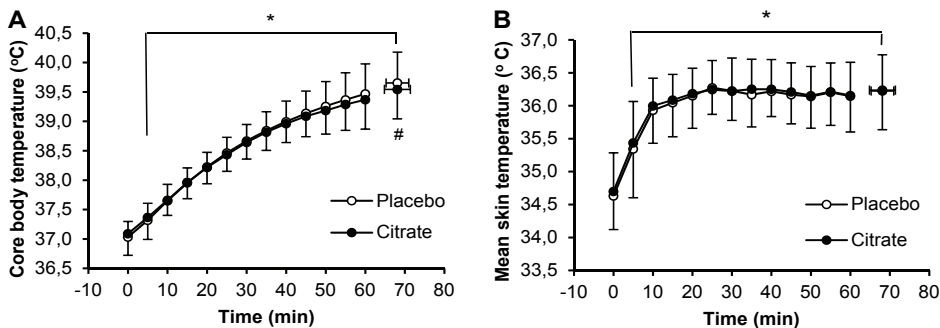 A
*
Core body temperature (ºC)
40,5
40,0
39,5
39,0
38,5
38,0
37,5
37,0
36,5
#
Placebo
Citrate
-10 0 10 20 30 40 50 60 70 80
Time (min)
B
*
Mean skin temperature (º C)
37,0
36,5
36,0
35,5
35,0
34,5
34,0
33,5
Placebo
Citrate
-10 0 10 20 30 40 50 60 70 80
Time (min)